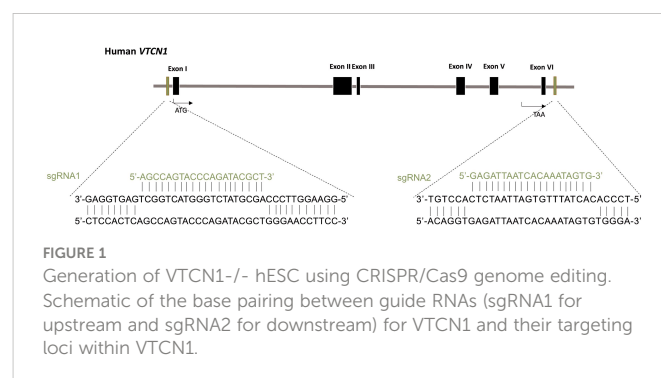 Human VTCN1
Exon I Exon II Exon III Exon IV Exon V Exon VI
ATG TAA
sgRNA1 5'-AGCCAGTACCCAGATACGCT-3'
3'-GAGGTGAGTCGGTCATGGGTCTATGCGACCCTTGGAAGG-5'
5'-CTCCACTCAGCCAGTACCCAGATACGCTGGGAACCTTCC-3'
sgRNA2 5'-GAGATTAATCACAAATAGTG-3'
3'-TGTCCACTCTAATTAGTGTTTATCACACCCT-5'
5'-ACAGGTGAGATTAATCACAAATAGTGTGGGA-3'
FIGURE 1
Generation of VTCN1-/- hESC using CRISPR/Cas9 genome editing.
Schematic of the base pairing between guide RNAs (sgRNA1 for
upstream and sgRNA2 for downstream) for VTCN1 and their targeting
loci within VTCN1.